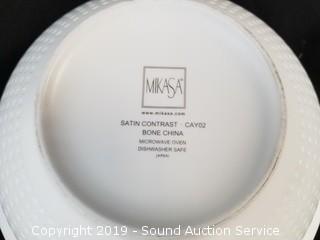 MIKASA
www.mikasa.com
SATIN CONTRAST · CAY02
BONE CHINA
MICROWAVE OVEN
DISHWASHER SAFE
(JAPAN)
Copyright 2019 - Sound Auction Service